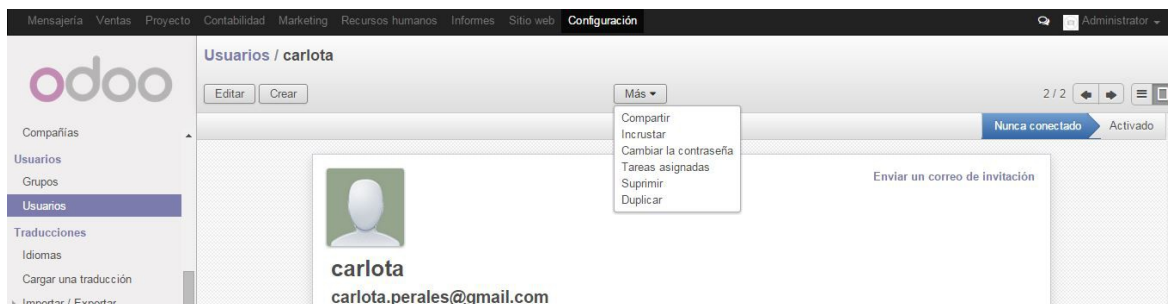 Mensajería Ventas Proyecto Contabilidad Marketing Recursos humanos Informes Sitio web Configuración Administrator
odoo
Usuarios / carlota
Editar Crear Más 2 / 2
Compartir
Incrustar
Cambiar la contraseña
Tareas asignadas
Suprimir
Duplicar
Nunca conectado Activado
Compañías
Usuarios
Grupos
Usuarios
Traducciones
Idiomas
Cargar una traducción
Importar / Exportar
Enviar un correo de invitación
carlota
carlota.perales@gmail.com